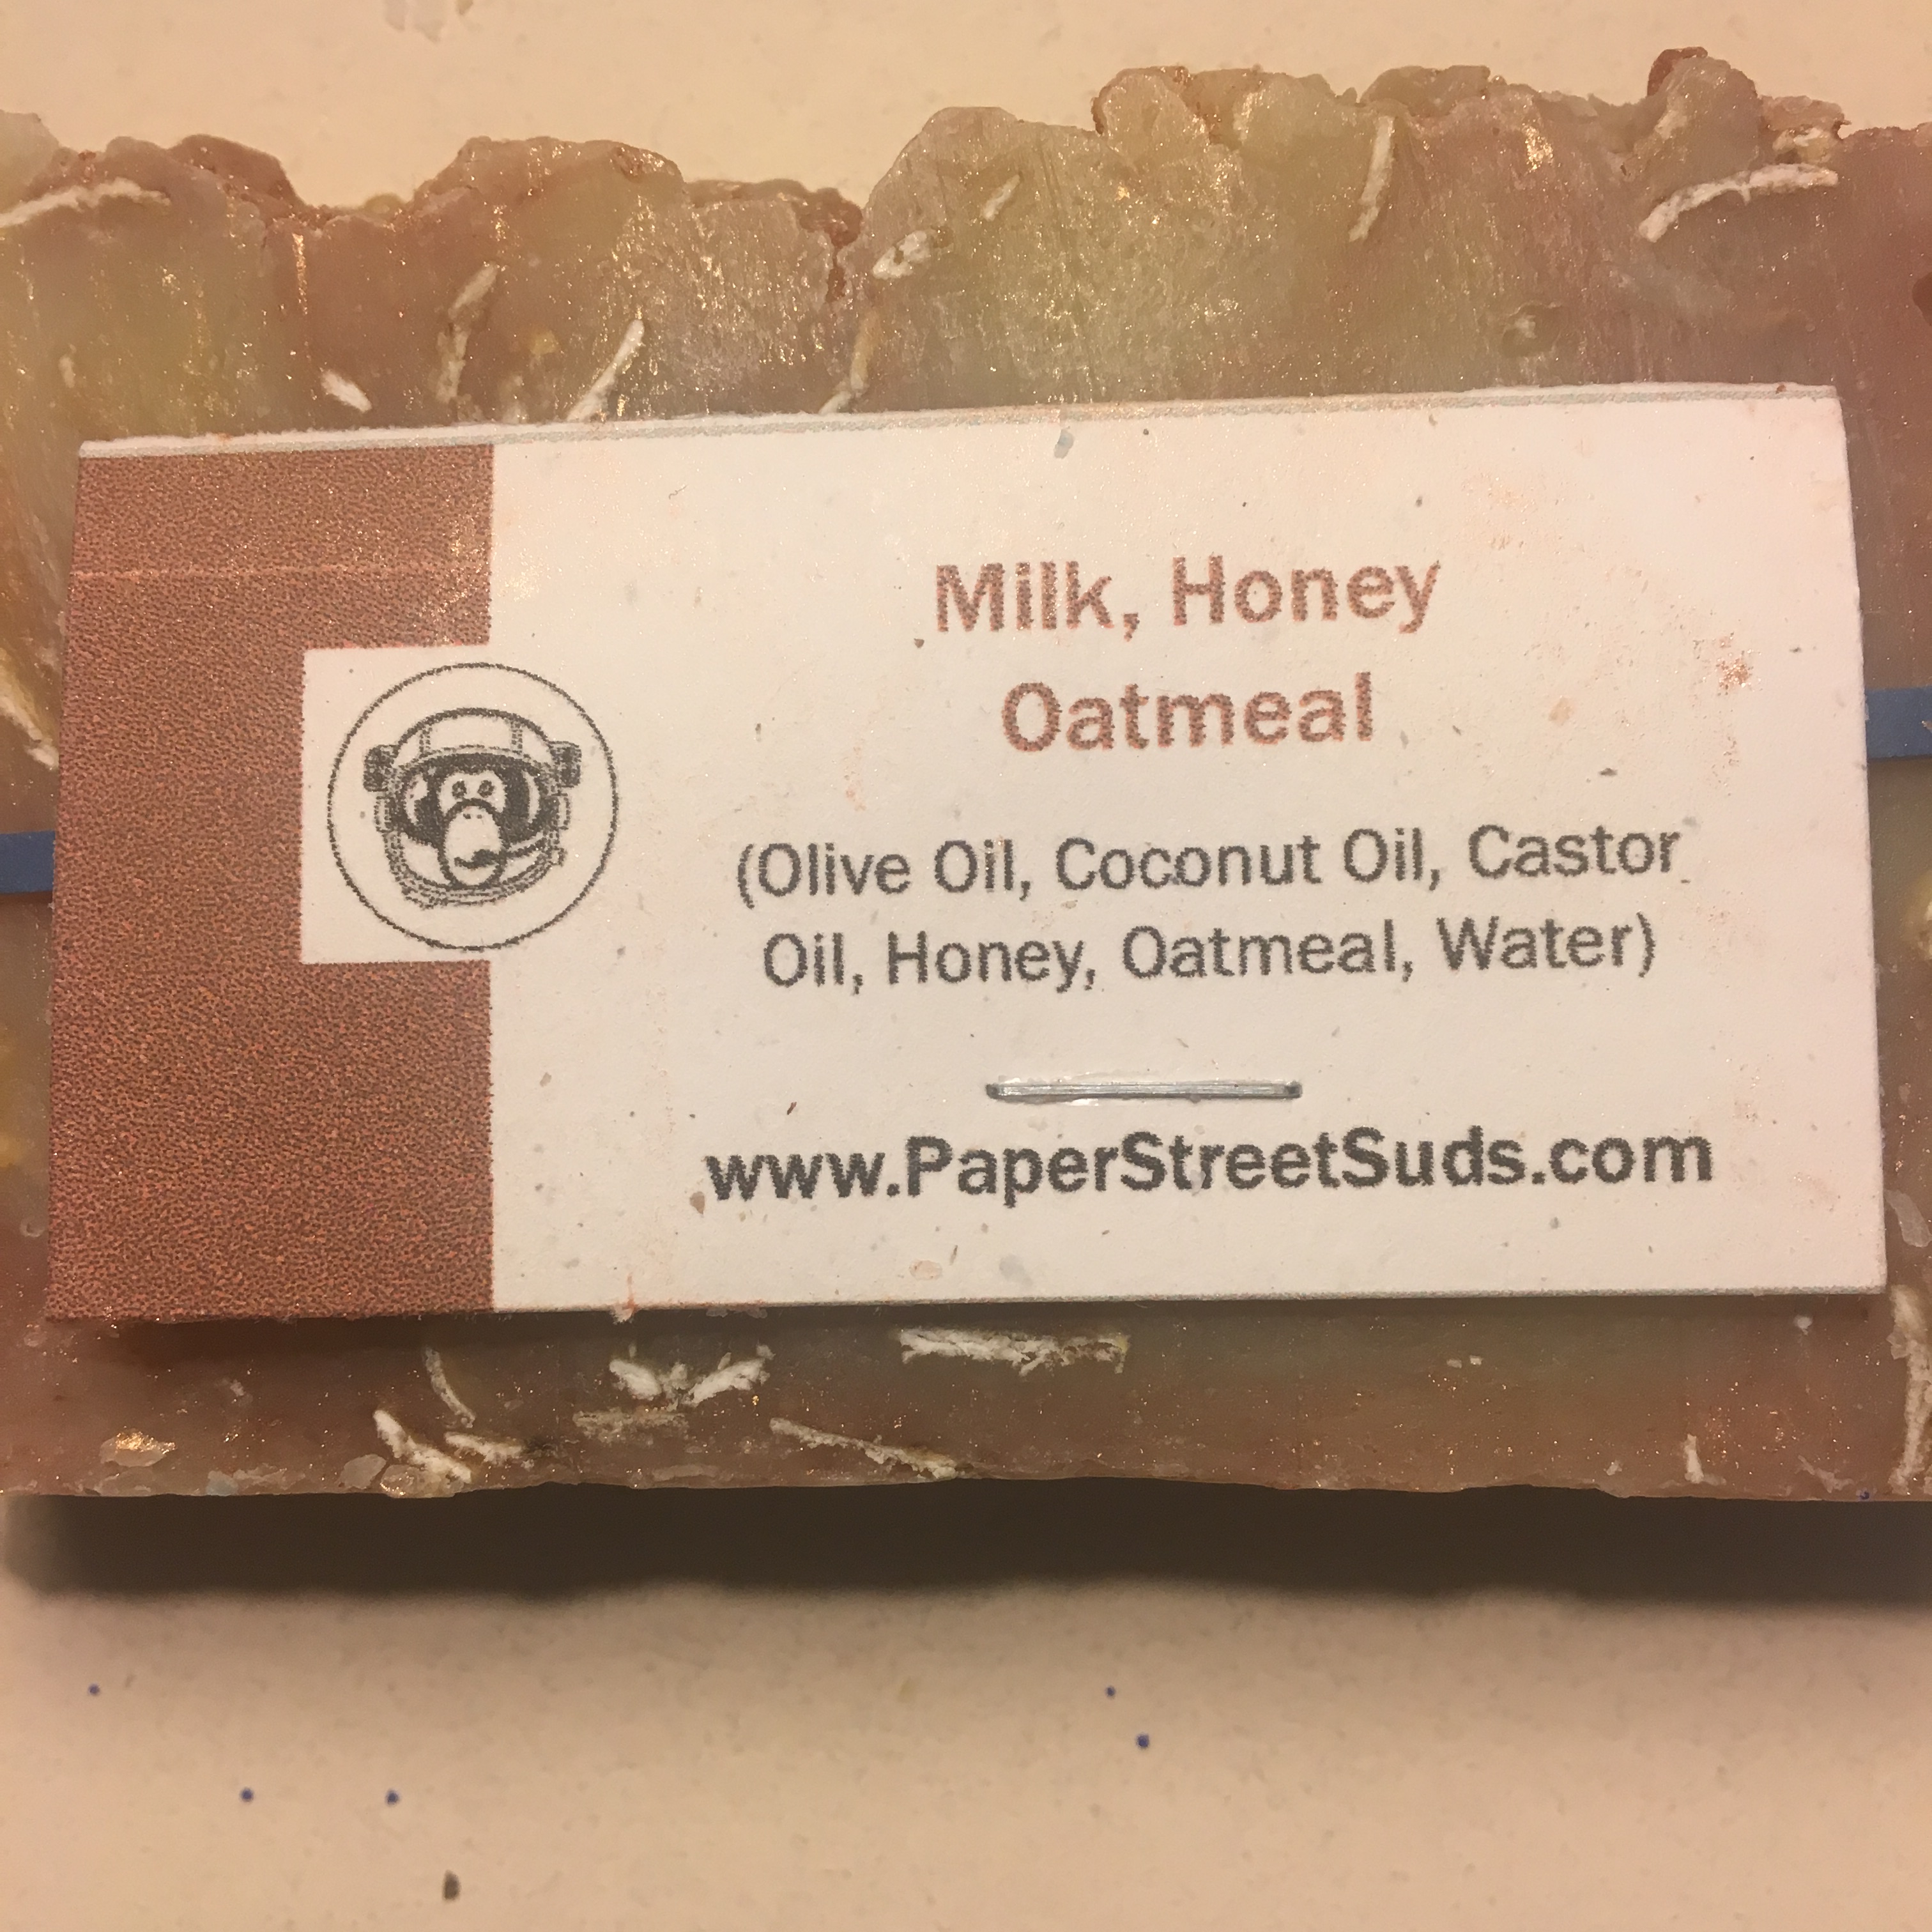 Milk, Honey
Oatmeal
(Olive Oil, Coconut Oil, Castor
Oil, Honey, Oatmeal, Water)
www.PaperStreetSuds.com